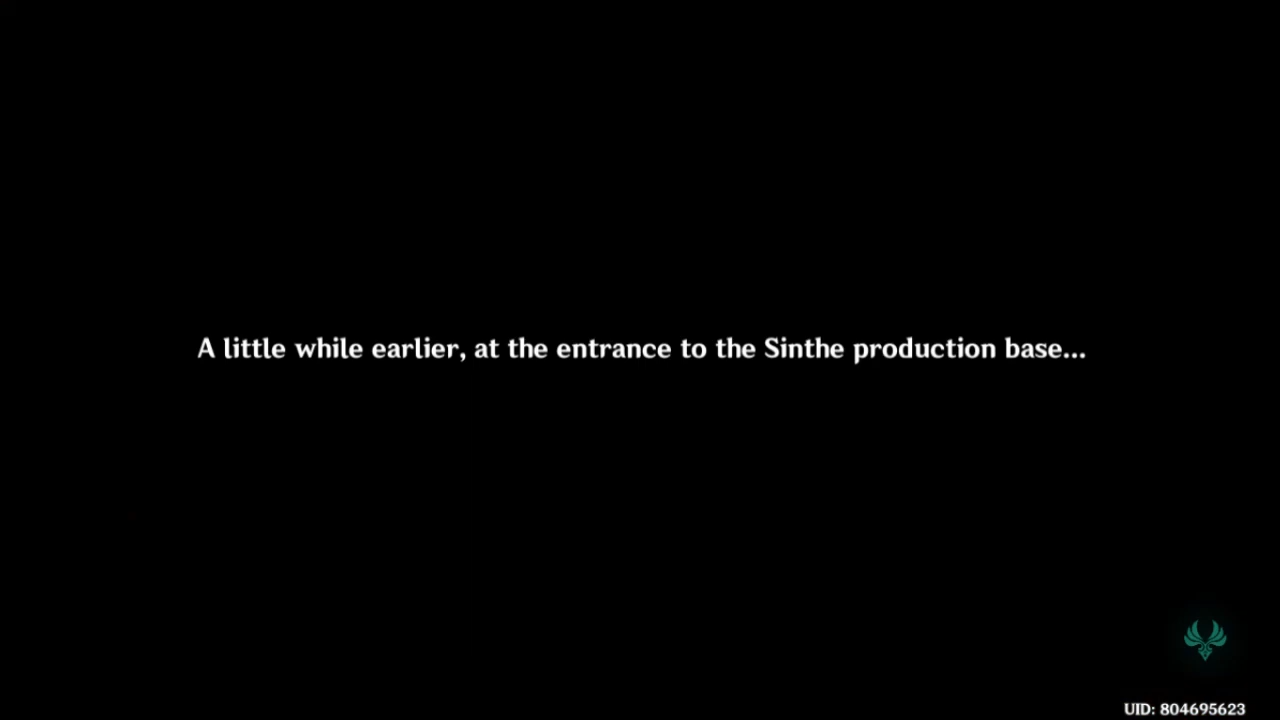 A little while earlier, at the entrance to the Sinthe production base...
UID: 804695623